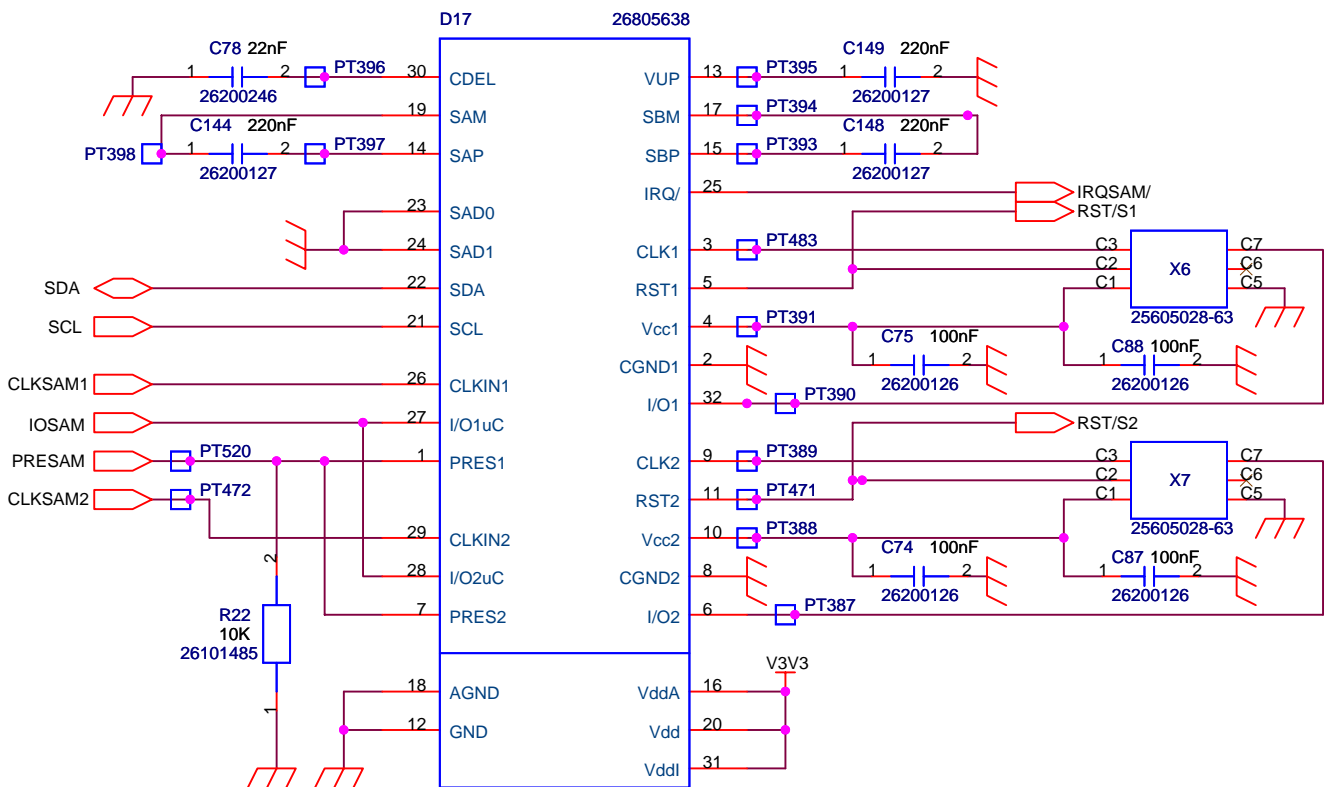 D17 26805638
C78 22nF
1 2 PT396 30 CDEL
26200246
19 SAM
C144 220nF
PT398 1 2 PT397 14 SAP
26200127
23 SAD0
24 SAD1
SDA 22 SDA
SCL 21 SCL
CLKSAM1 26 CLKIN1
IOSAM 27 I/O1uC
PRESAM PT520 1 PRES1
CLKSAM2 PT472
29 CLKIN2
28 I/O2uC
7 PRES2
2
R22
10K
26101485
1
18 AGND
12 GND
C149 220nF
VUP 13 PT395 1 2
26200127
SBM 17 PT394
C148 220nF
SBP 15 PT393 1 2
26200127
IRQ/ 25 IRQSAM/
RST/S1
CLK1 3 PT483 C3 C7
C2 X6 C6
RST1 5 C1 C5
25605028-63
Vcc1 4 PT391
C75 100nF C88 100nF
CGND1 2 1 2 1 2
26200126 26200126
I/O1 32 PT390
RST/S2
CLK2 9 PT389 C3 C7
C2 X7 C6
RST2 11 PT471 C1 C5
25605028-63
Vcc2 10 PT388
C74 100nF C87 100nF
CGND2 8 1 2 1 2
26200126 26200126
I/O2 6 PT387
V3V3
VddA 16
Vdd 20
VddI 31